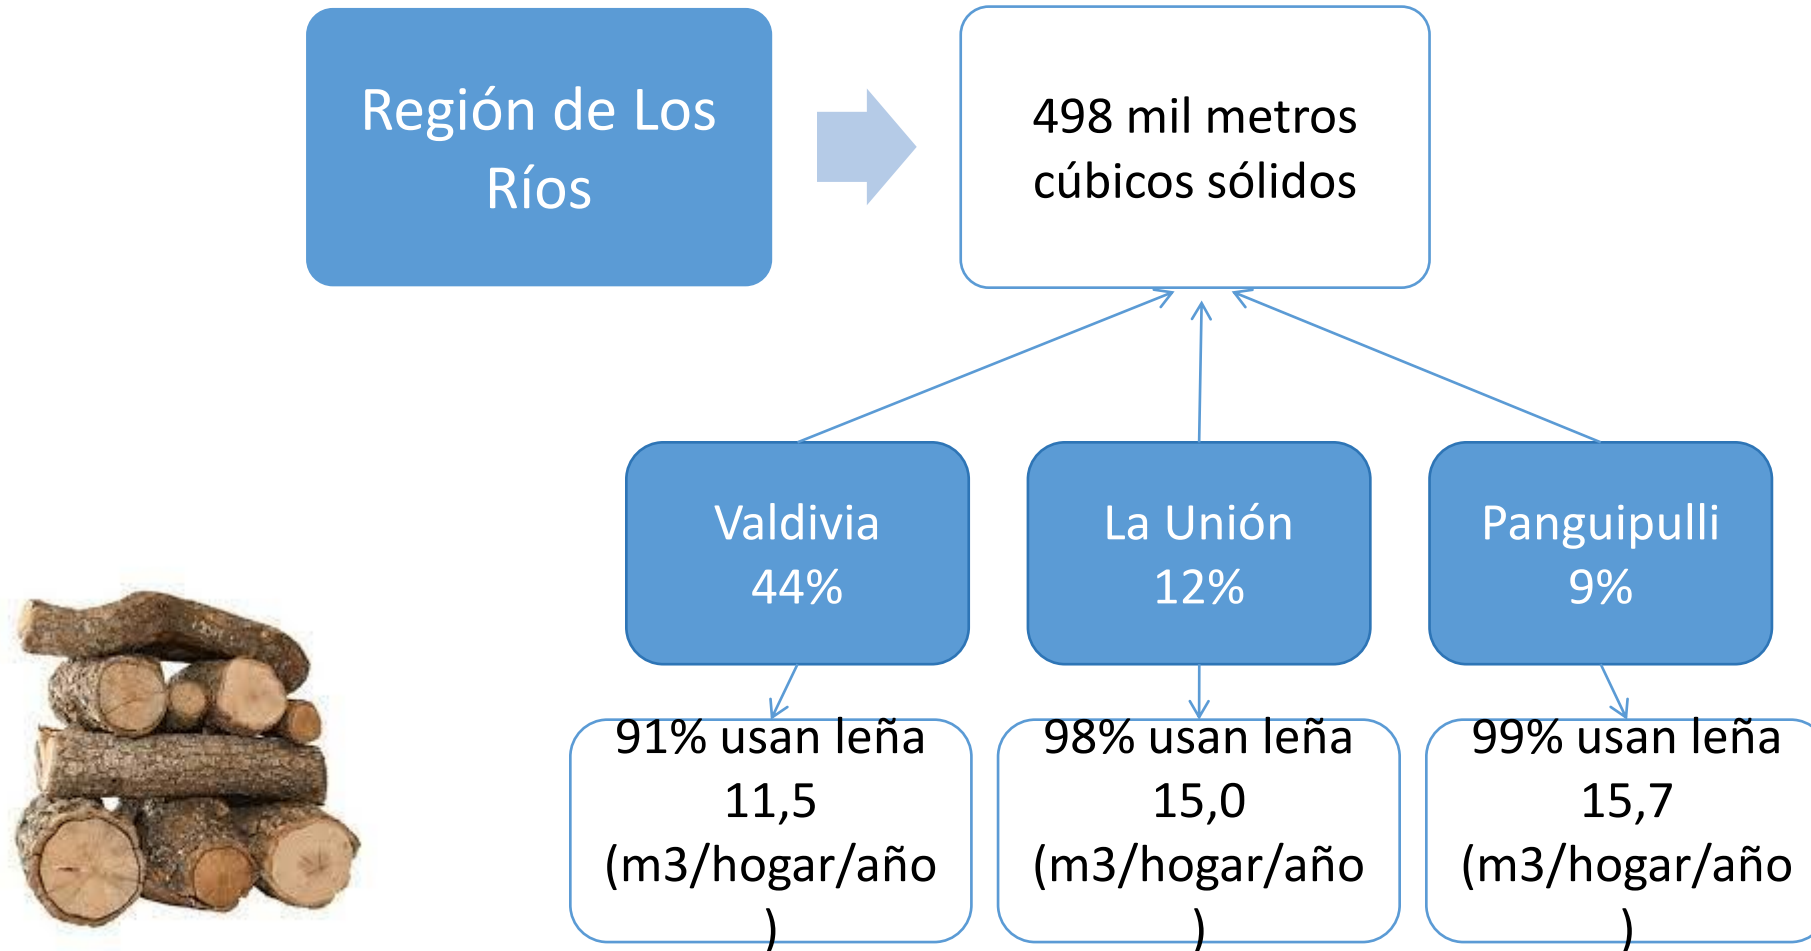 Región de Los
Ríos
498 mil metros
cúbicos sólidos
Valdivia
44%
La Unión
12%
Panguipulli
9%
91% usan leña
11,5
(m3/hogar/año
)
98% usan leña
15,0
(m3/hogar/año
)
99% usan leña
15,7
(m3/hogar/año
)